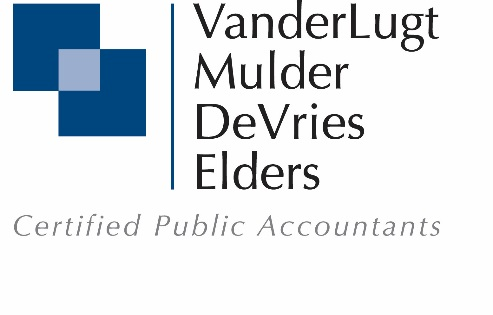 VanderLugt
Mulder
DeVries
Elders
Certified Public Accountants